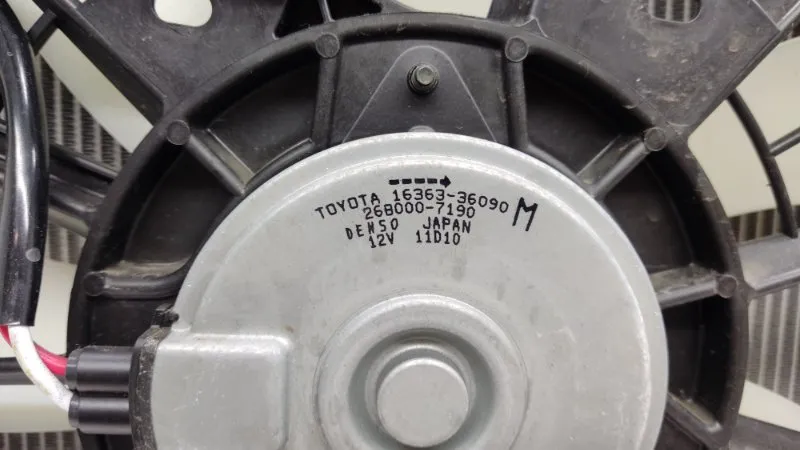 TOYOTA 16363-36090 M
268000-7190
DENSO JAPAN
12V 11D10